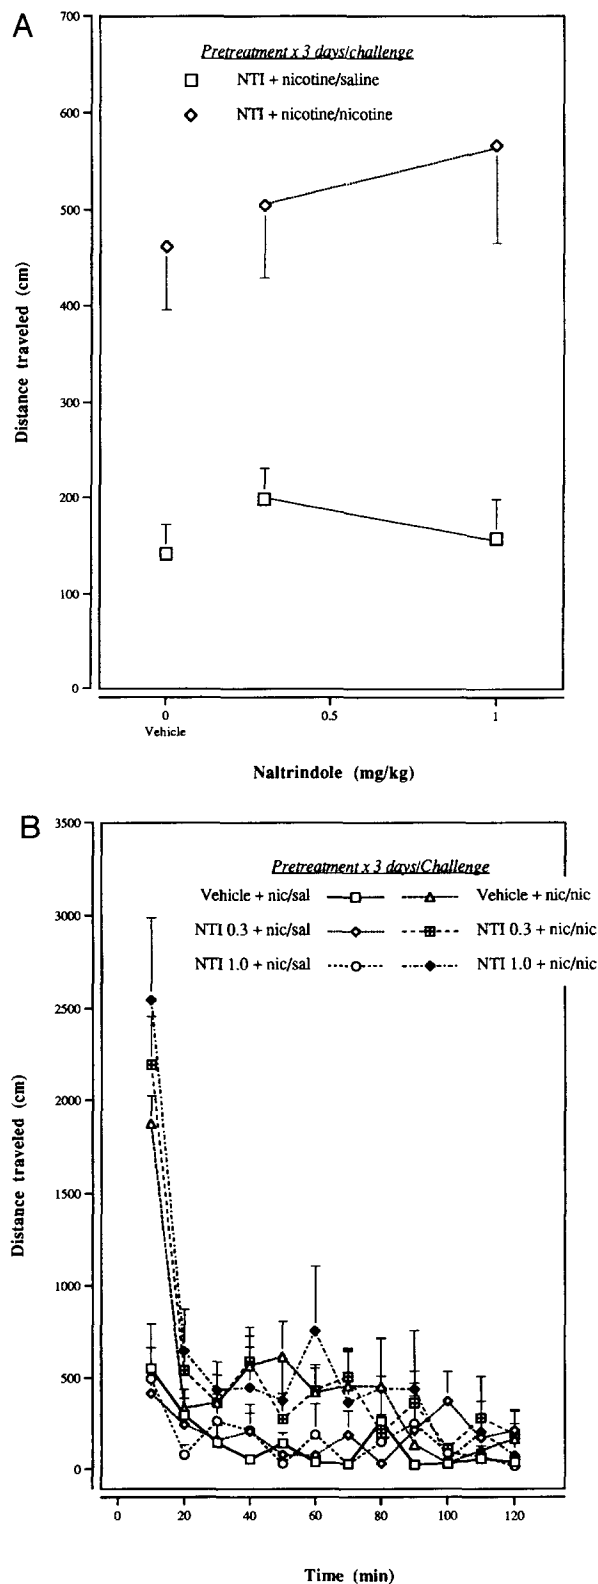 A
700
600
500
400
300
200
100
0
Distance traveled (cm)
Pretreatment x 3 days/challenge
NTI + nicotine/saline
NTI + nicotine/nicotine
0
0.5
1
Vehicle
Naltrindole (mg/kg)
B
3500
3000
2500
2000
1500
1000
500
0
Distance traveled (cm)
Pretreatment x 3 days/Challenge
Vehicle + nic/sal
Vehicle + nic/nic
NTI 0.3 + nic/sal
NTI 0.3 + nic/nic
NTI 1.0 + nic/sal
NTI 1.0 + nic/nic
0
20
40
60
80
100
120
Time (min)